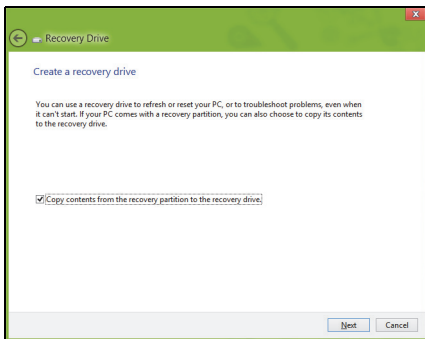 Recovery Drive
Create a recovery drive
You can use a recovery drive to refresh or reset your PC, or to troubleshoot problems, even when
it can't start. If your PC comes with a recovery partition, you can also choose to copy its contents
to the recovery drive.
Copy contents from the recovery partition to the recovery drive.
Next Cancel